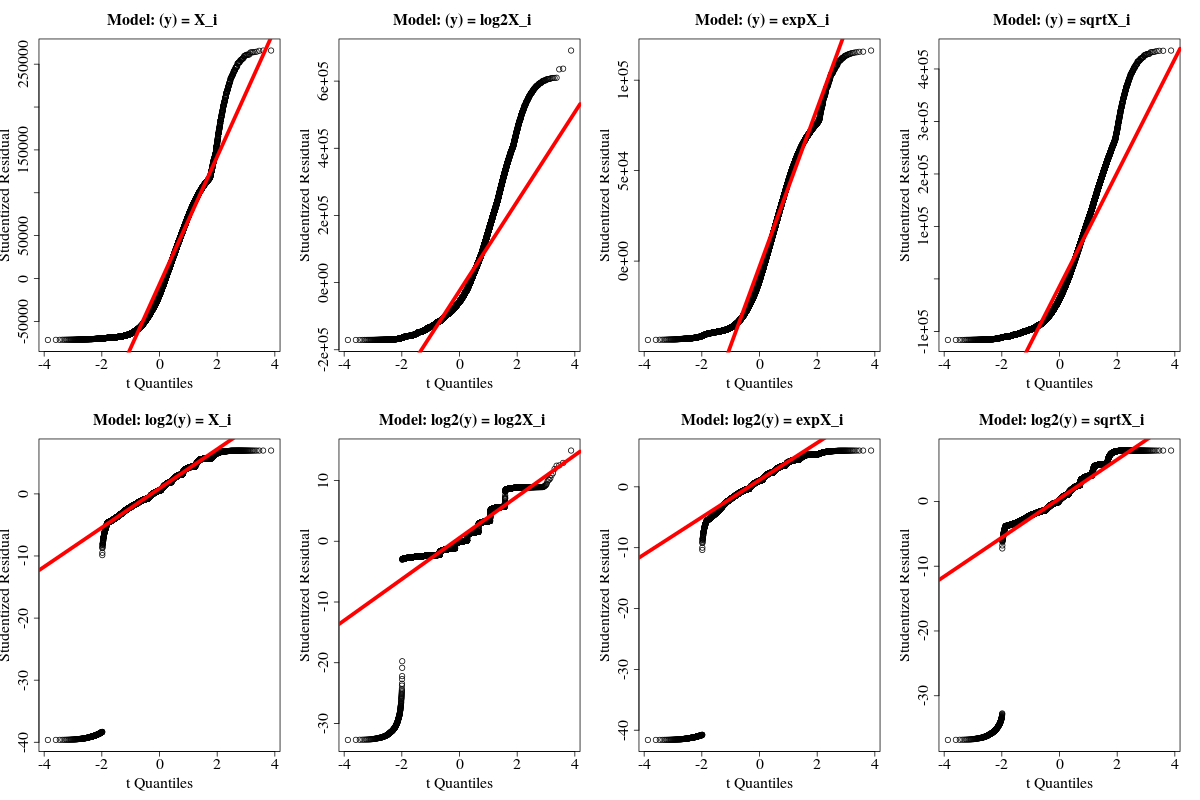 Model: (y) = X_i
Model: (y) = log2X_i
Model: (y) = expX_i
Model: (y) = sqrtX_i
Studentized Residual
-50000 0 50000 150000 250000
Studentized Residual
-2e+05 0e+00 2e+05 4e+05 6e+05
Studentized Residual
0e+00 5e+04 1e+05
Studentized Residual
-1e+05 1e+05 2e+05 3e+05 4e+05
-4 -2 0 2 4
-4 -2 0 2 4
-4 -2 0 2 4
-4 -2 0 2 4
t Quantiles
t Quantiles
t Quantiles
t Quantiles
Model: log2(y) = X_i
Model: log2(y) = log2X_i
Model: log2(y) = expX_i
Model: log2(y) = sqrtX_i
Studentized Residual
-40 -30 -20 -10 0
Studentized Residual
-30 -20 -10 0 10
Studentized Residual
-40 -30 -20 -10 0
Studentized Residual
-30 -20 -10 0
-4 -2 0 2 4
-4 -2 0 2 4
-4 -2 0 2 4
-4 -2 0 2 4
t Quantiles
t Quantiles
t Quantiles
t Quantiles